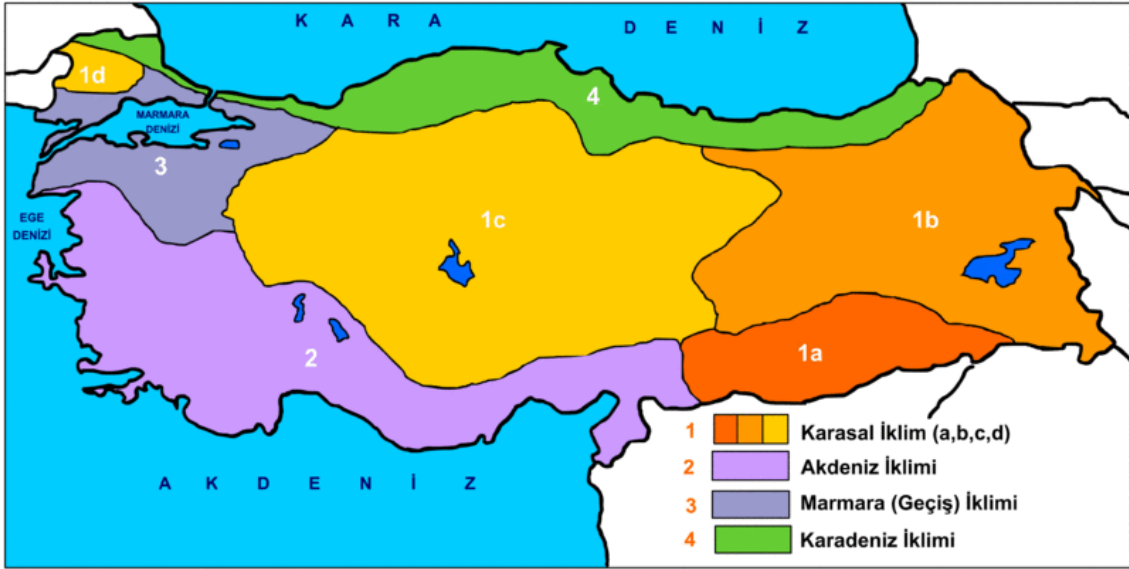 K A R A
D E N İ Z
1d
4
MARMARA
DENİZİ
3
EGE
DENİZİ
1c
1b
2
1a
A K D E N İ Z
1 Karasal İklim (a,b,c,d)
2 Akdeniz İklimi
3 Marmara (Geçiş) İklimi
4 Karadeniz İklimi